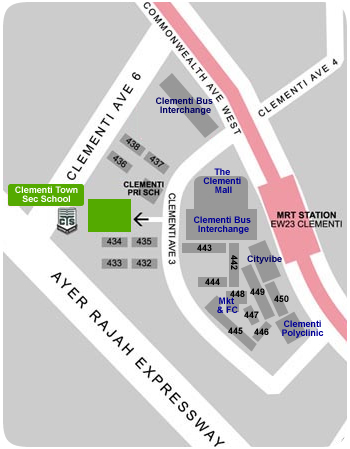 COMMONWEALTH AVE WEST
CLEMENTI AVE 4
CLEMENTI AVE 6
Clementi Bus
Interchange
438
437
436
CLEMENTI
PRI SCH
The
Clementi
Mall
Clementi Town
Sec School
CTS
CLEMENTI AVE 3
Clementi Bus
Interchange
MRT STATION
EW23 CLEMENTI
434
435
433
432
443
442
Cityvibe
444
448
449
450
Mkt
& FC
447
445
446
Clementi
Polyclinic
AYER RAJAH EXPRESSWAY